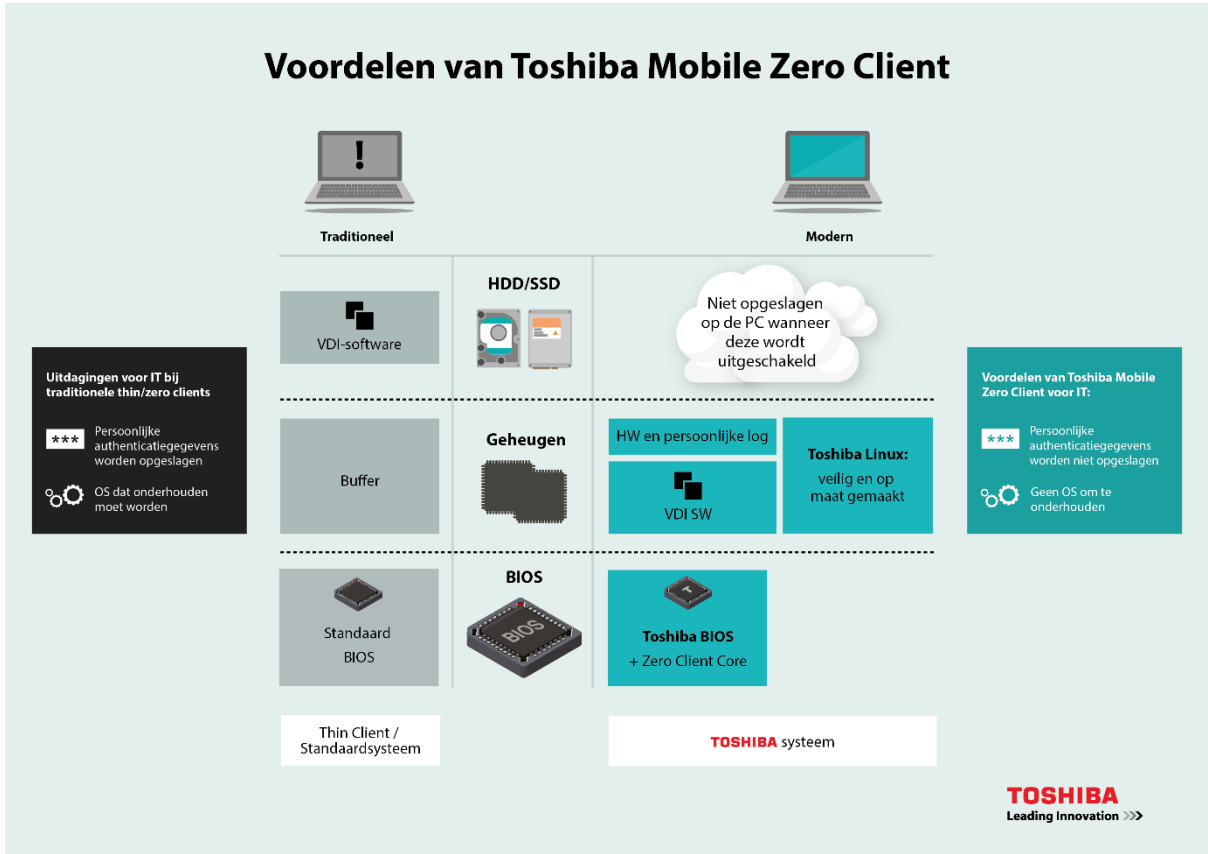 Voordelen van Toshiba Mobile Zero Client
!
Traditioneel
Modern
HDD/SSD
VDI-software
Niet opgeslagen
op de PC wanneer
deze wordt
uitgeschakeld
Uitdagingen voor IT bij
traditionele thin/zero clients
***
Persoonlijke
authenticatiegegevens
worden opgeslagen
OS dat onderhouden
moet worden
Buffer
Geheugen
HW en persoonlijke log
VDI SW
Toshiba Linux:
veilig en op
maat gemaakt
Voordelen van Toshiba Mobile
Zero Client voor IT:
***
Persoonlijke
authenticatiegegevens
worden niet opgeslagen
Geen OS om te
onderhouden
Standaard
BIOS
BIOS
BIOS
T
Toshiba BIOS
+ Zero Client Core
Thin Client /
Standaardsysteem
TOSHIBA systeem
TOSHIBA
Leading Innovation >>>